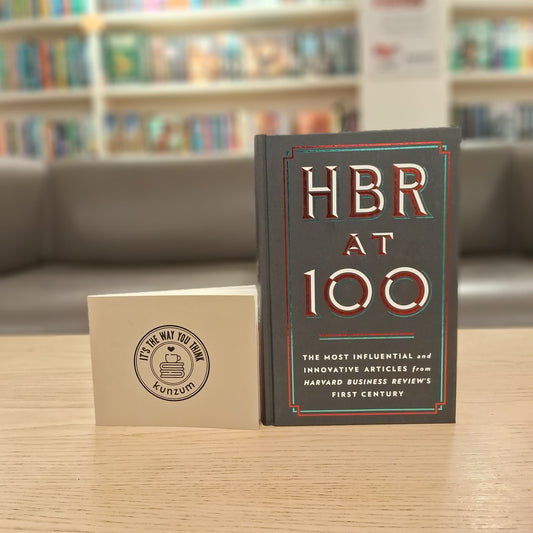 IT'S THE WAY YOU THINK
kunzum
HBR
AT
100
THE MOST INFLUENTIAL and
INNOVATIVE ARTICLES from
HARVARD BUSINESS REVIEW'S
FIRST CENTURY